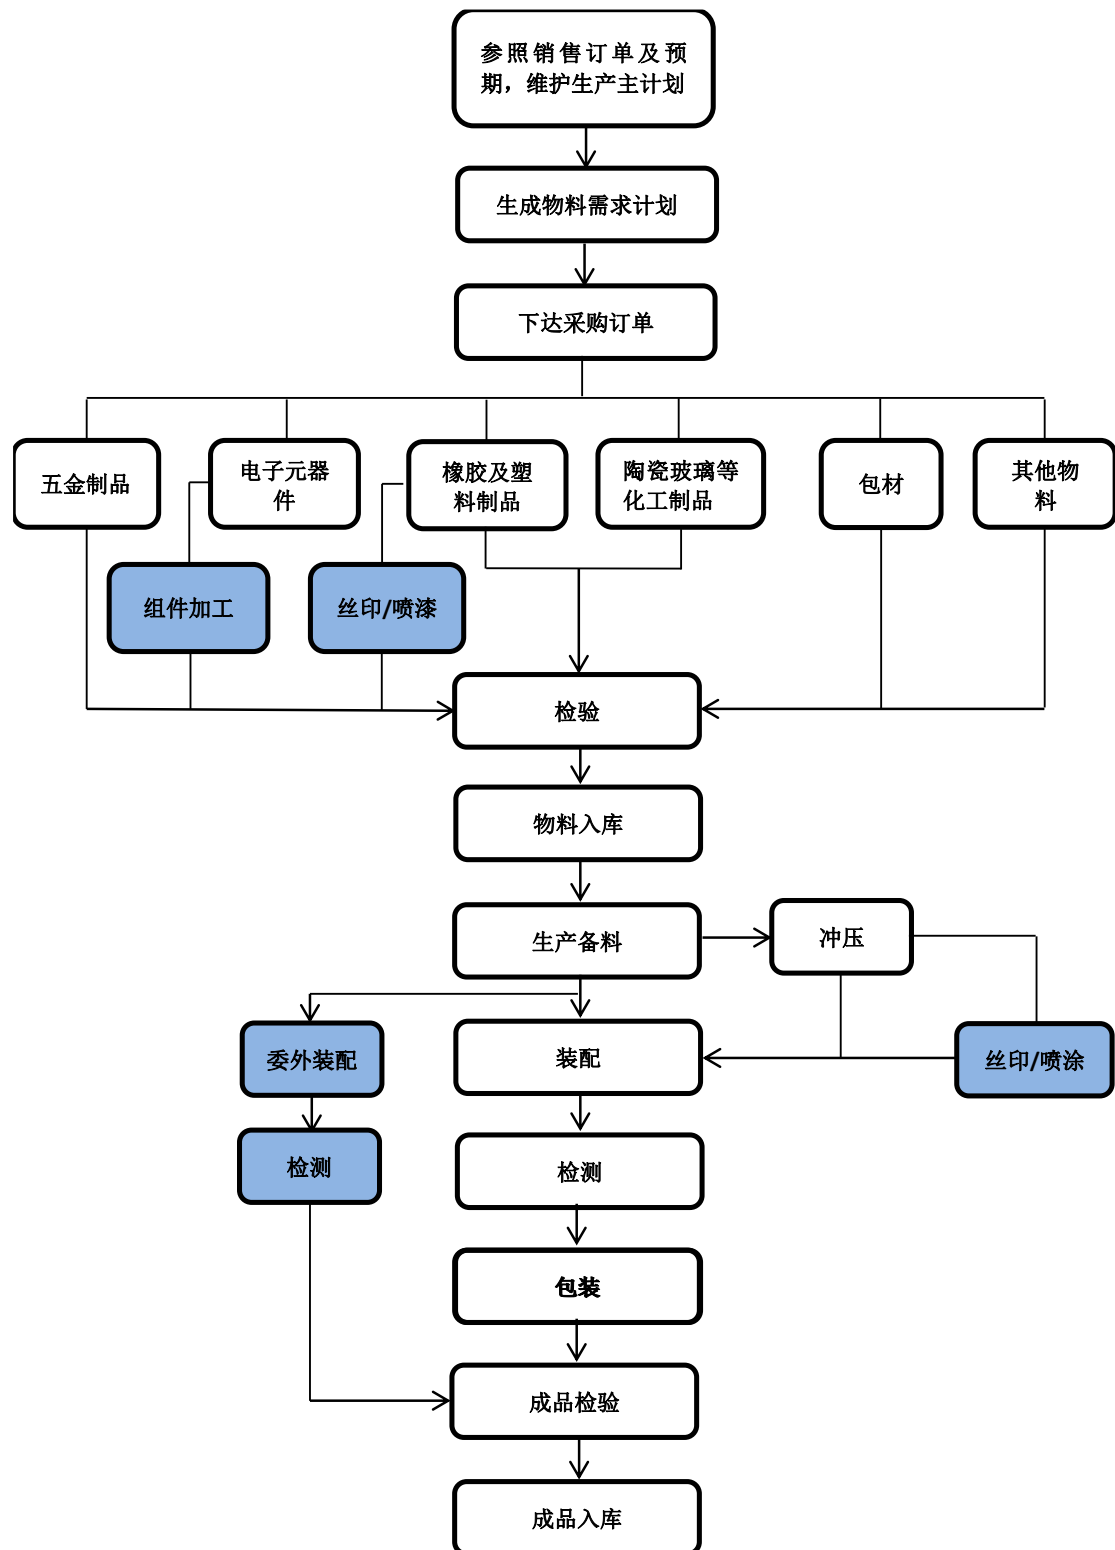 参照销售订单及预
期，维护生产主计划
生成物料需求计划
下达采购订单
五金制品
电子元器
件
橡胶及塑
料制品
陶瓷玻璃等
化工制品
包材
其他物
料
组件加工
丝印/喷漆
检验
物料入库
生产备料
冲压
委外装配
装配
丝印/喷涂
检测
检测
包装
成品检验
成品入库